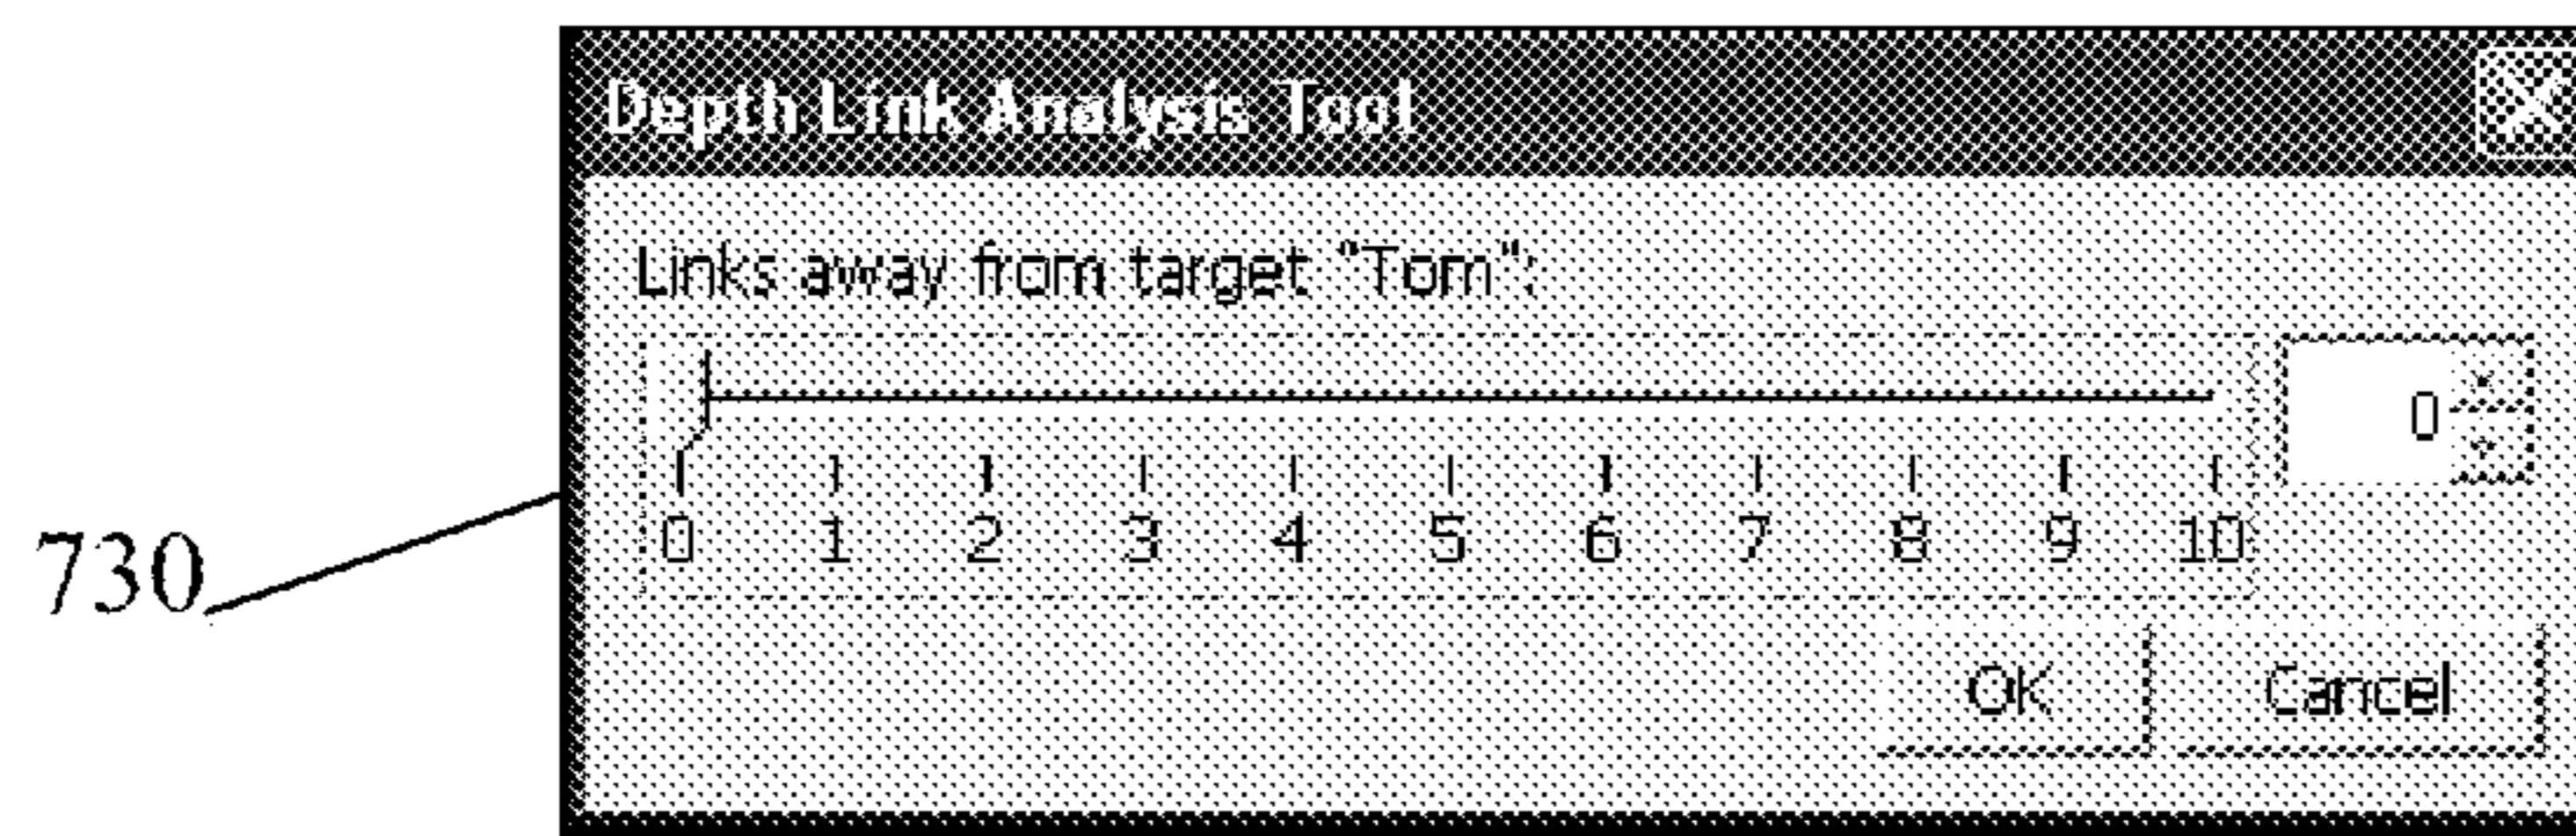 Depth Link Analysis Tool
Links away from target "Tom":
0
0 1 2 3 4 5 6 7 8 9 10
730
OK Cancel